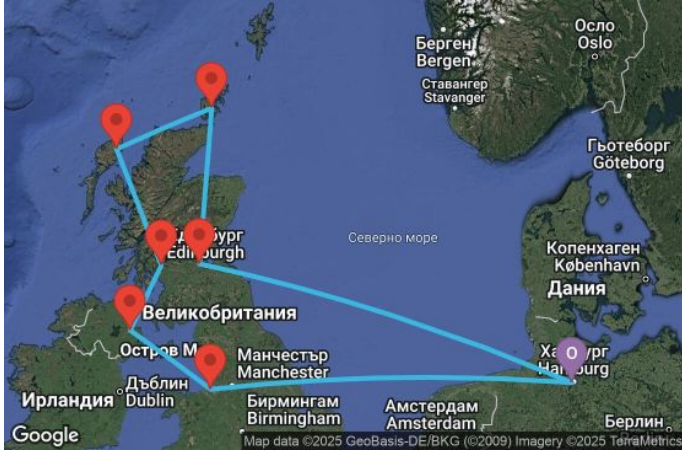 Осло
Oslo
Берген
Bergen
Ставангер
Stavanger
Гьотеборг
Göteborg
Северно море
Edinburgh
Копенхаген
København
Дания
Великобритания
Остров М
Манчестър
Manchester
O
Дъблин
Dublin
Ирландия
Бирмингам
Birmingham
Амстердам
Amsterdam
Берлин
Google
Map data ©2025 GeoBasis-DE/BKG (©2009) Imagery ©2025 TerraMetrics